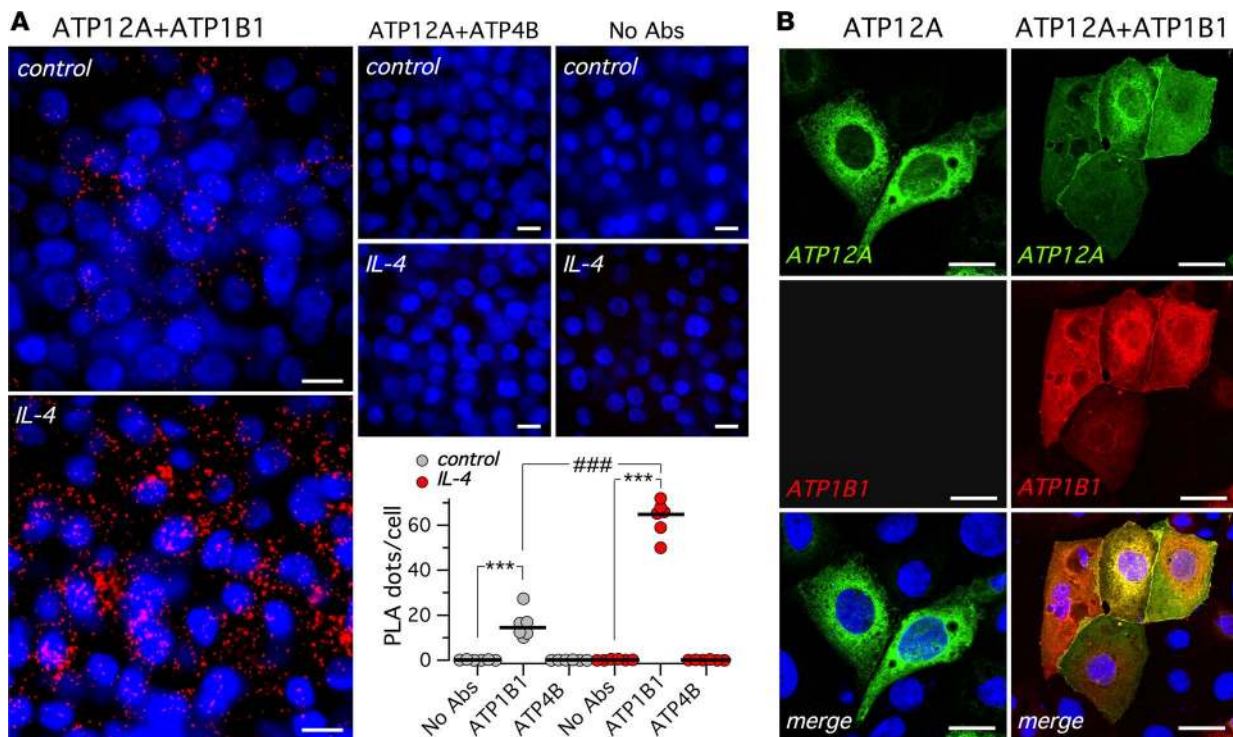 A
ATP12A+ATP1B1
control
IL-4
ATP12A+ATP4B
No Abs
control
IL-4
IL-4
control
IL-4
###
***
***
PLA dots/cell
60
40
20
0
No Abs
ATP1B1
ATP4B
No Abs
ATP1B1
ATP4B
B
ATP12A
ATP12A+ATP1B1
ATP12A
ATP12A
ATP1B1
ATP1B1
merge
merge